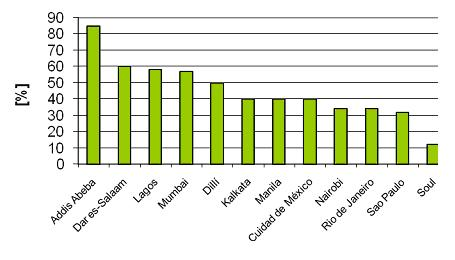 90
80
70
60
50
40
30
20
10
0
[%]
Addis Abeba
Dar es-Salaam
Lagos
Mumbai
Dillí
Kalkata
Manila
Cuidad de México
Nairobi
Rio de Janeiro
Sao Paulo
Soul